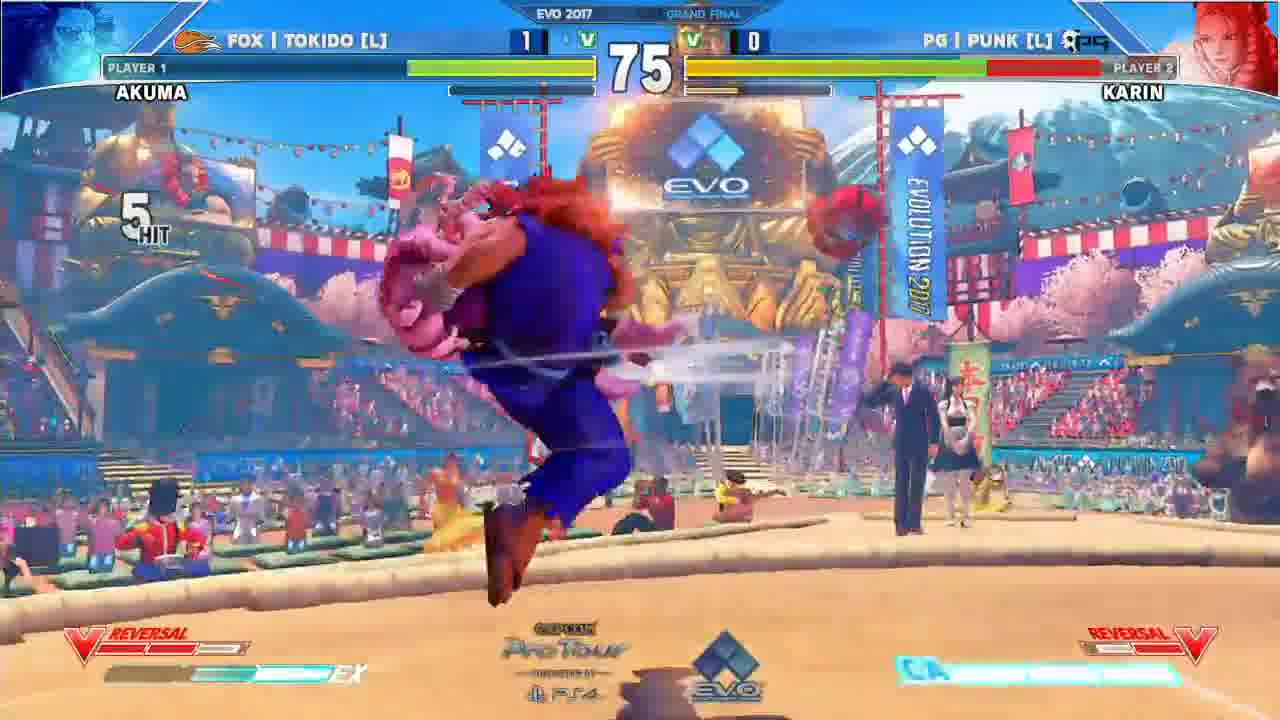 EVO 2017 GRAND FINAL
FOX | TOKIDO [L] 1 V 75 V 0 PG | PUNK [L]
PLAYER 1 PLAYER 2
AKUMA KARIN
EVO
5
HIT
EVOLUTION 2017
REVERSAL REVERSAL
EX CA
CAPCOM
Pro Tour
PS4
EVO